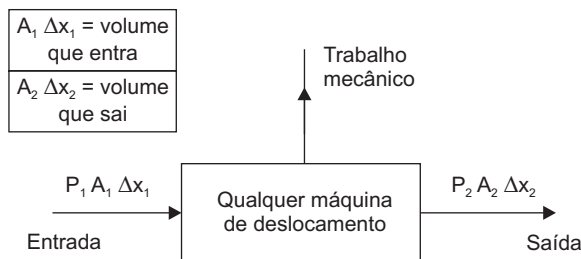 A₁ Δx₁ = volume
que entra
A₂ Δx₂ = volume
que sai
Trabalho
mecânico
P₁ A₁ Δx₁
Entrada
Qualquer máquina
de deslocamento
P₂ A₂ Δx₂
Saída